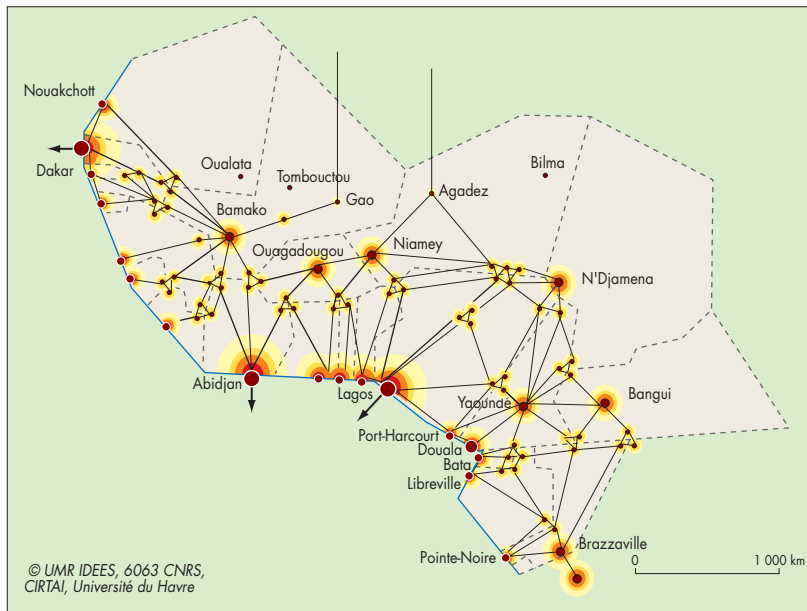 Nouakchott
Dakar
Oualata
Tombouctou
Gao
Agadez
Bilma
Bamako
Ouagadougou
Niamey
N'Djamena
Abidjan
Lagos
Yaoundé
Bangui
Port-Harcourt
Douala
Bata
Libreville
Pointe-Noire
Brazzaville
0 1 000 km
© UMR IDEES, 6063 CNRS,
CIRTAI, Université du Havre